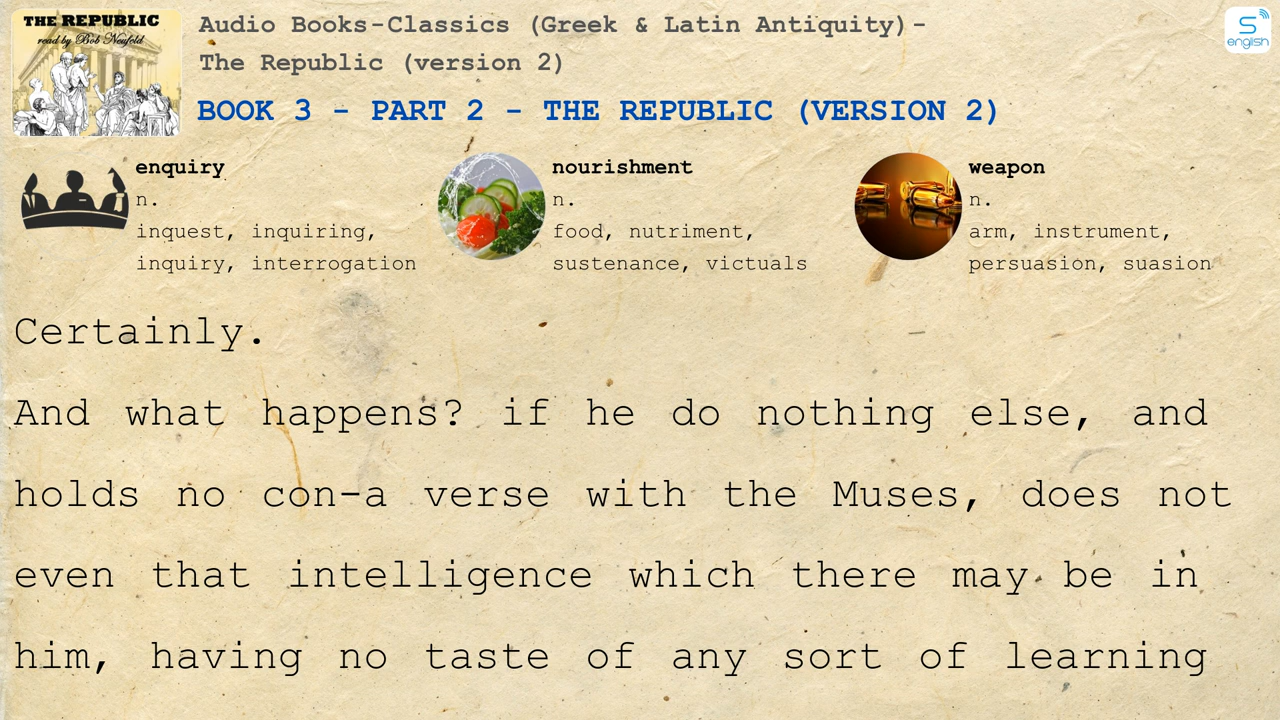 THE REPUBLIC
read by Bob Neufeld
Audio Books-Classics (Greek & Latin Antiquity)-
The Republic (version 2)
BOOK 3 - PART 2 - THE REPUBLIC (VERSION 2)
S
english
enquiry
n.
inquest, inquiring,
inquiry, interrogation
nourishment
n.
food, nutriment,
sustenance, victuals
weapon
n.
arm, instrument,
persuasion, suasion
Certainly.
And what happens? if he do nothing else, and
holds no con-a verse with the Muses, does not
even that intelligence which there may be in
him, having no taste of any sort of learning